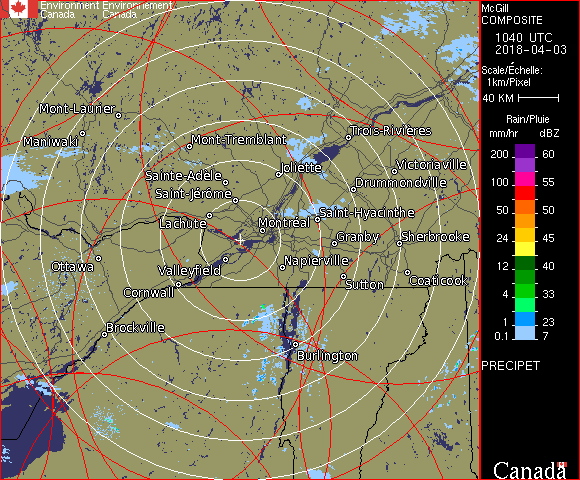 Environment Environnement
Canada Canada
McGill
COMPOSITE
1040 UTC
2018-04-03
Scale/Échelle:
1km/Pixel
40 KM
Rain/Pluie
mm/hr dBZ
200 60
100 55
50 50
24 45
12 40
4 33
1 23
0.1 7
PRECIPET
Canada
Mont-Laurier
Maniwaki
Mont-Tremblant
Trois-Rivières
Sainte-Adèle
Joliette
Victoriaville
Saint-Jérôme
Drummondville
Lachute
Montréal
Saint-Hyacinthe
Granby
Sherbrooke
Ottawa
Valleyfield
Napierville
Cornwall
Sutton
Coaticook
Brockville
Burlington